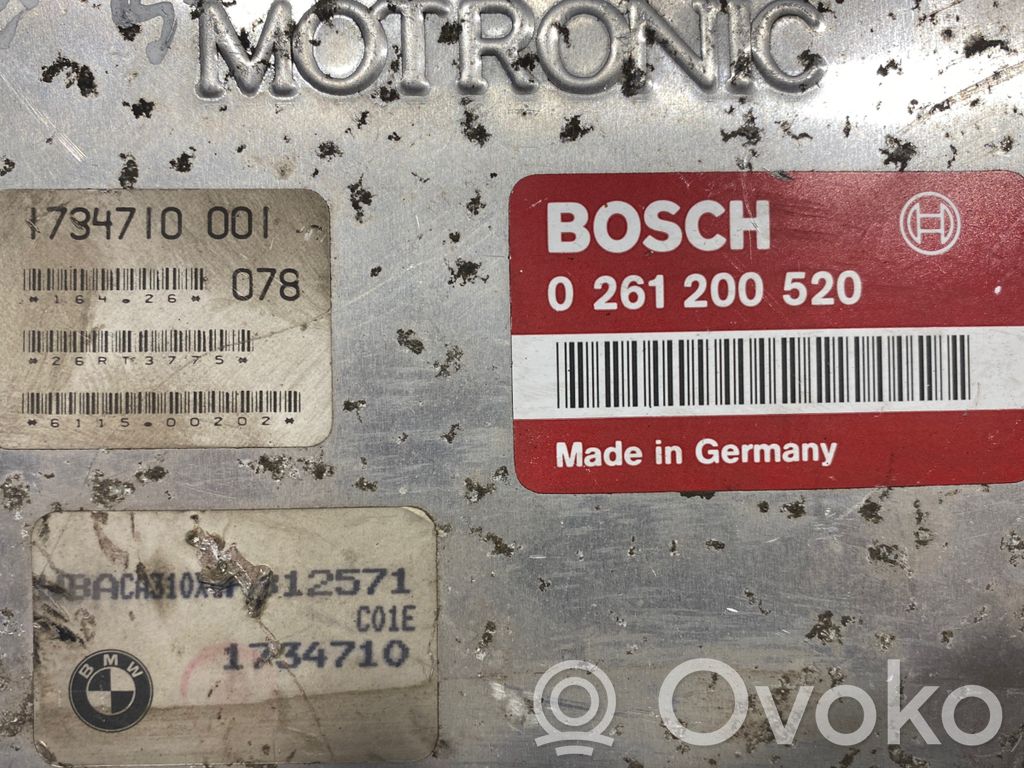 MOTRONIC
1734710 001
*164.26* 078
*26RT3775*
*6115.00202*
BOSCH
0 261 200 520
Made in Germany
812571
C01E
1734710
BMW
Ovoko